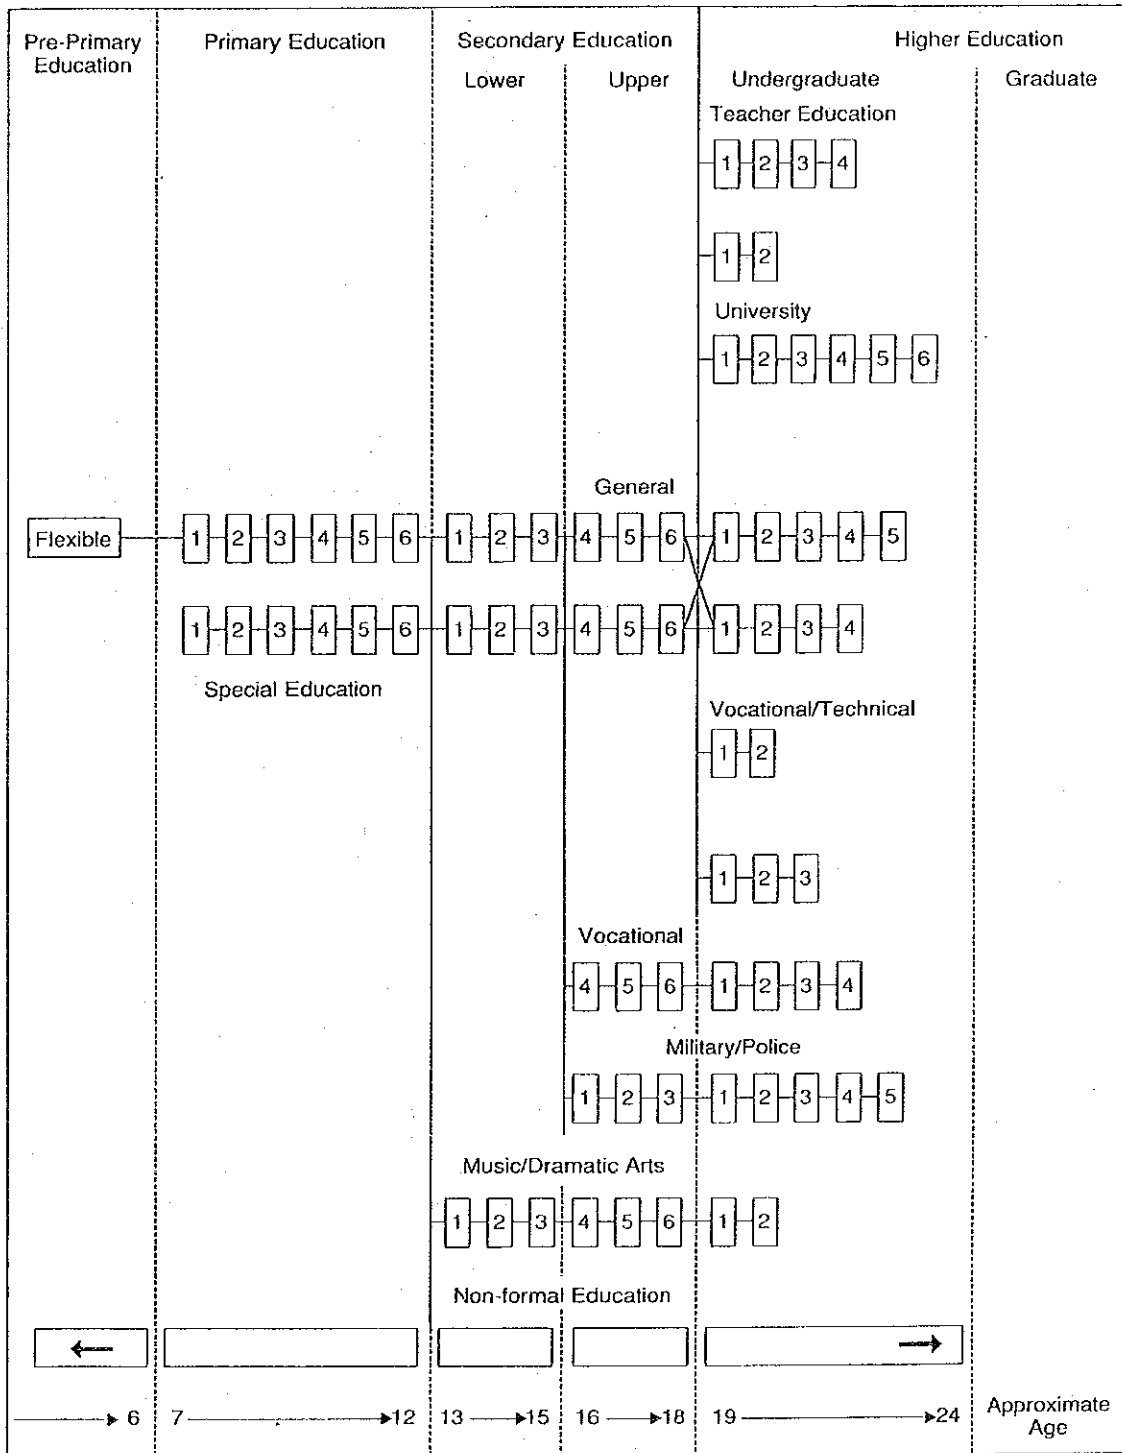 Pre-Primary Education
Primary Education
Secondary Education
Higher Education
Lower
Upper
Undergraduate
Graduate
Teacher Education
1 2 3 4
1 2
University
1 2 3 4 5 6
General
Flexible 1 2 3 4 5 6 1 2 3 4 5 6 1 2 3 4 5
1 2 3 4 5 6 1 2 3 4 5 6 1 2 3 4
Special Education
Vocational/Technical
1 2
1 2 3
Vocational
4 5 6 1 2 3 4
Military/Police
1 2 3 1 2 3 4 5
Music/Dramatic Arts
1 2 3 4 5 6 1 2
Non-formal Education
6 7 12 13 15 16 18 19 24 Approximate Age